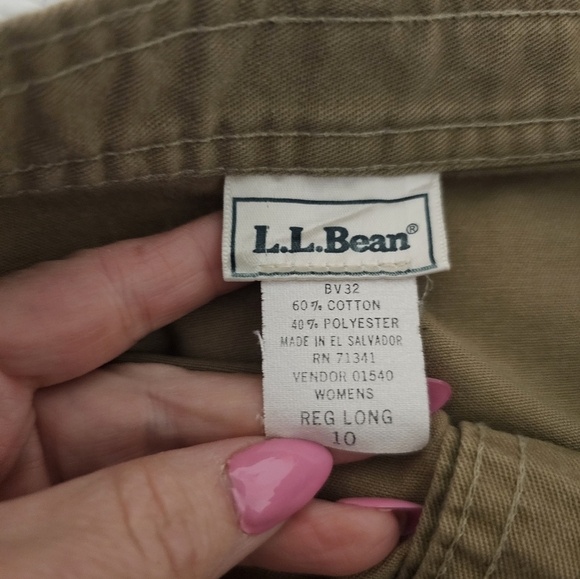 L.L.Bean®
BV32
60% COTTON
40% POLYESTER
MADE IN EL SALVADOR
RN 71341
VENDOR 01540
WOMENS
REG LONG
10